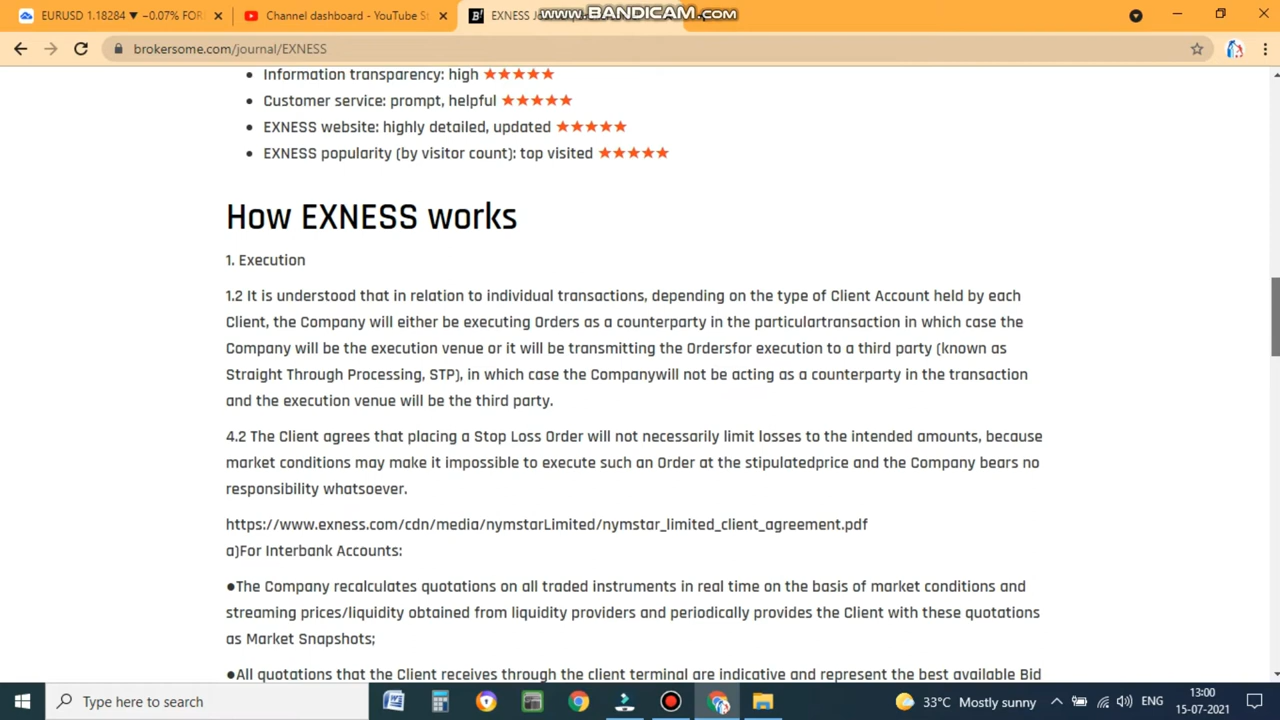 EURUSD 1.18284 ▼ −0.07% FOR
Channel dashboard - YouTube St
EXNESS J
www.BANDICAM.com
brokersome.com/journal/EXNESS
• Information transparency: high ★★★★★
• Customer service: prompt, helpful ★★★★★
• EXNESS website: highly detailed, updated ★★★★★
• EXNESS popularity (by visitor count): top visited ★★★★★
How EXNESS works
1. Execution
1.2 It is understood that in relation to individual transactions, depending on the type of Client Account held by each
Client, the Company will either be executing Orders as a counterparty in the particulartransaction in which case the
Company will be the execution venue or it will be transmitting the Ordersfor execution to a third party (known as
Straight Through Processing, STP), in which case the Companywill not be acting as a counterparty in the transaction
and the execution venue will be the third party.
4.2 The Client agrees that placing a Stop Loss Order will not necessarily limit losses to the intended amounts, because
market conditions may make it impossible to execute such an Order at the stipulatedprice and the Company bears no
responsibility whatsoever.
https://www.exness.com/cdn/media/nymstarLimited/nymstar_limited_client_agreement.pdf
a)For Interbank Accounts:
●The Company recalculates quotations on all traded instruments in real time on the basis of market conditions and
streaming prices/liquidity obtained from liquidity providers and periodically provides the Client with these quotations
as Market Snapshots;
●All quotations that the Client receives through the client terminal are indicative and represent the best available Bid
Type here to search
33°C Mostly sunny
ENG
13:00
15-07-2021